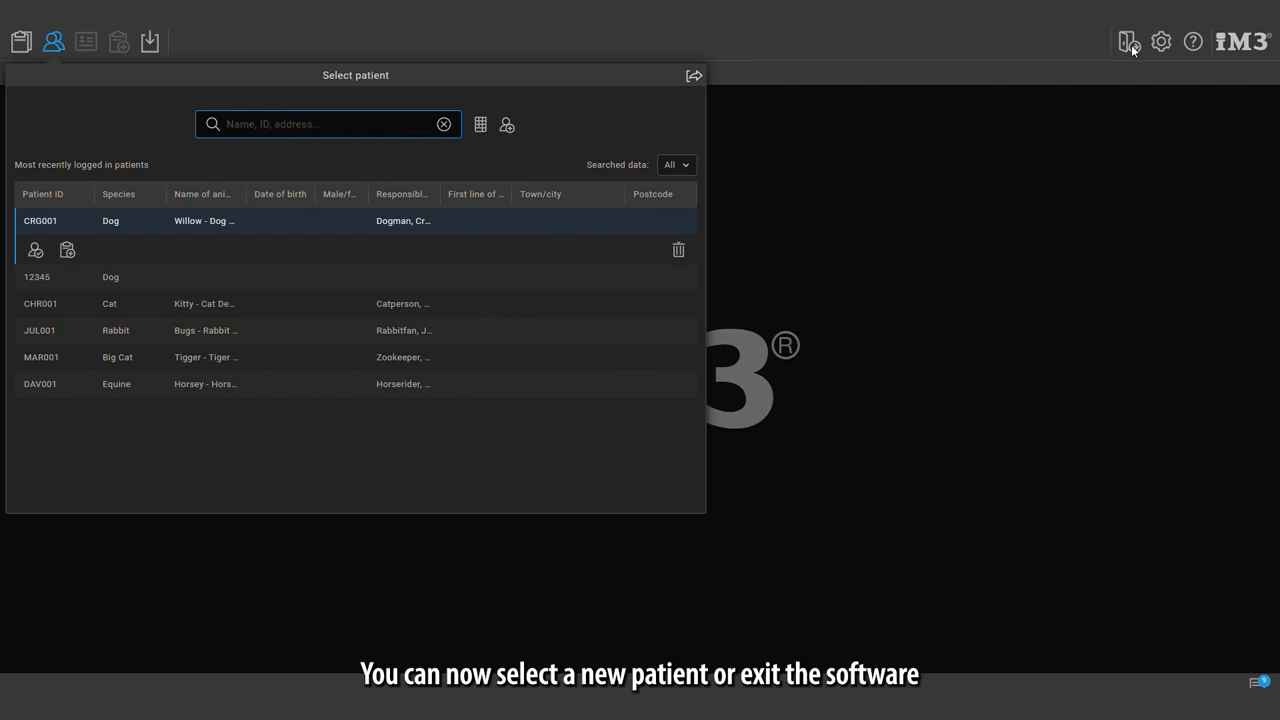 iM3®
Select patient
Name, ID, address...
Most recently logged in patients
Searched data: All
Patient ID Species Name of ani... Date of birth Male/f... Responsibl... First line of ... Town/city Postcode
CRG001 Dog Willow - Dog ... Dogman, Cr...
12345 Dog
CHR001 Cat Kitty - Cat De... Catperson, ...
JUL001 Rabbit Bugs - Rabbit ... Rabbitfan, J...
MAR001 Big Cat Tigger - Tiger ... Zookeeper, ...
DAV001 Equine Horsey - Hors... Horserider, ...
3®
You can now select a new patient or exit the software
9